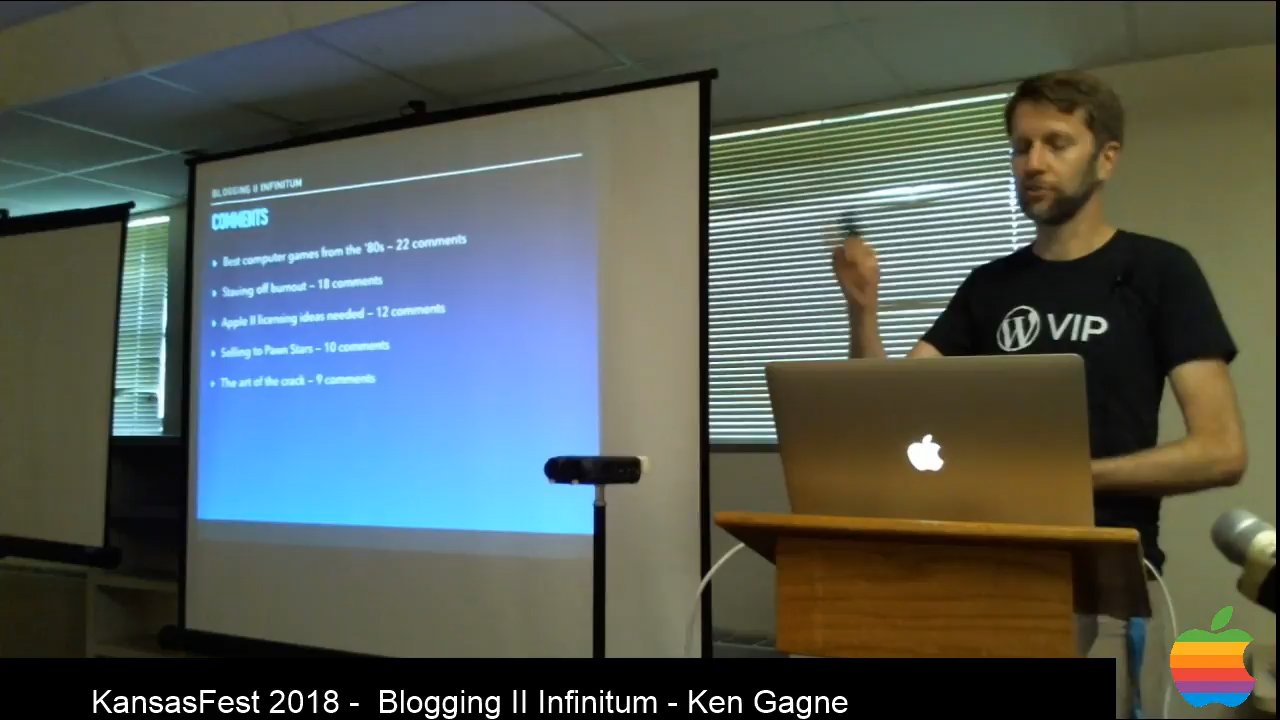 BLOGGING II INFINITUM
COMMENTS
Best computer games from the '80s – 22 comments
Staving off burnout – 18 comments
Apple II licensing ideas needed – 12 comments
Selling to Pawn Stars – 10 comments
The art of the crack – 9 comments
W VIP
KansasFest 2018 - Blogging II Infinitum - Ken Gagne